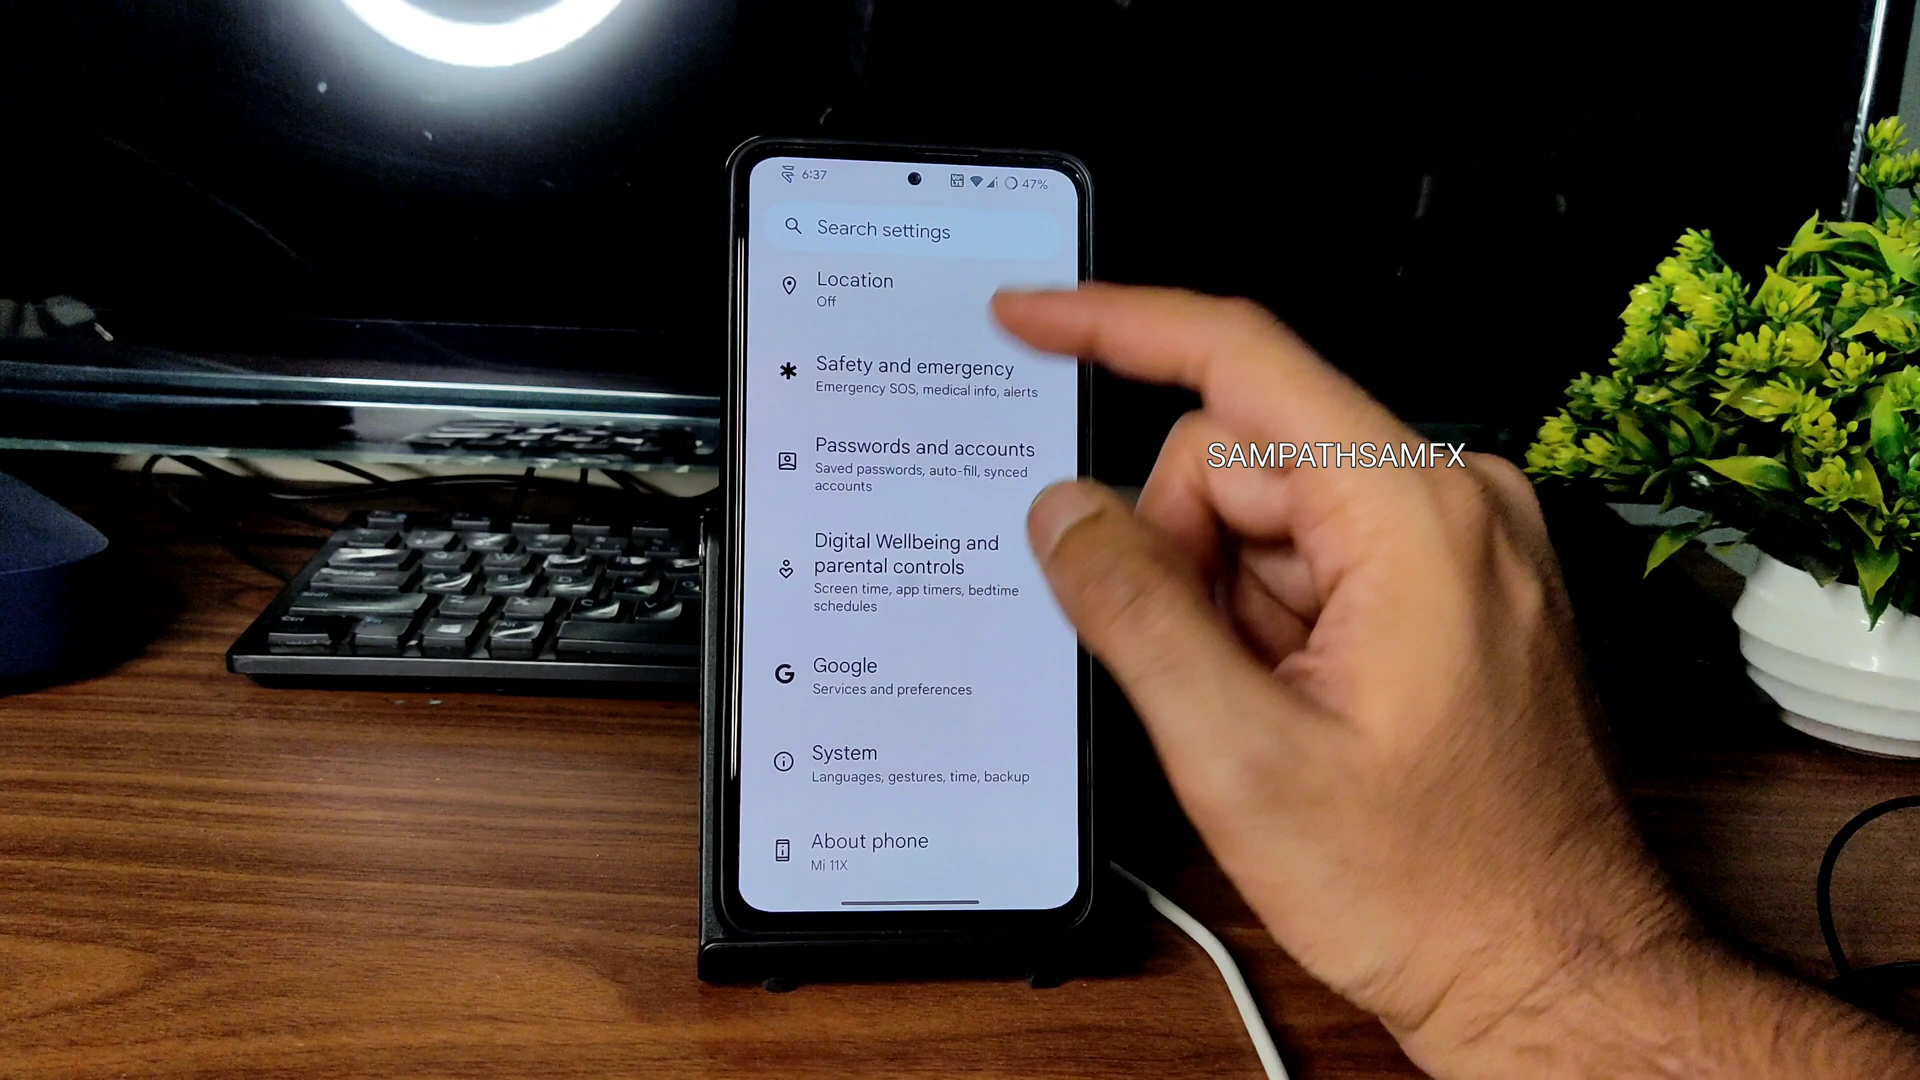 6:37
47%
Search settings
Location
Off
Safety and emergency
Emergency SOS, medical info, alerts
Passwords and accounts
Saved passwords, auto-fill, synced
accounts
Digital Wellbeing and
parental controls
Screen time, app timers, bedtime
schedules
Google
Services and preferences
System
Languages, gestures, time, backup
About phone
Mi 11X
SAMPATHSAMFX